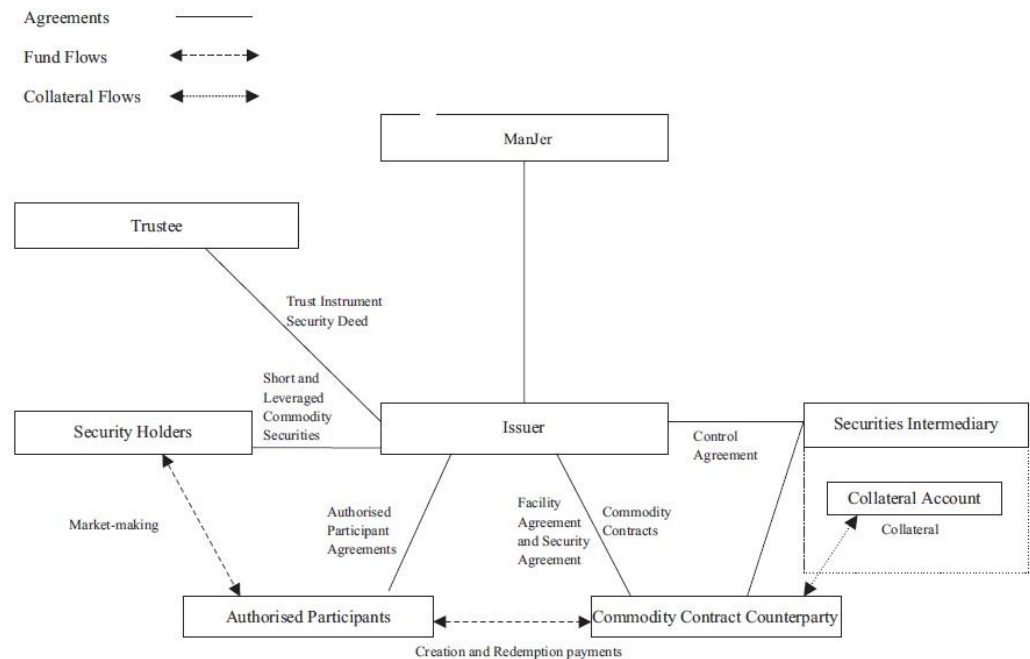 Agreements
Fund Flows
Collateral Flows
ManJer
Trustee
Trust Instrument
Security Deed
Short and
Leveraged
Commodity
Securities
Security Holders
Issuer
Securities Intermediary
Control
Agreement
Collateral Account
Collateral
Market-making
Authorised
Participant
Agreements
Facility
Agreement
and Security
Agreement
Commodity
Contracts
Authorised Participants
Commodity Contract Counterparty
Creation and Redemption payments